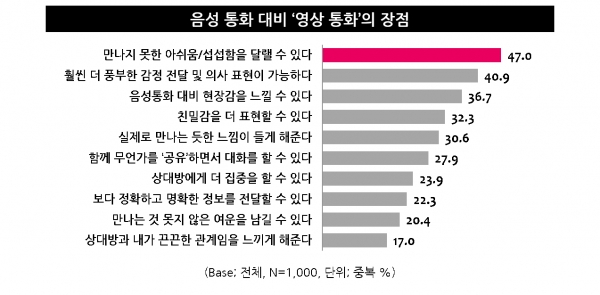 음성 통화 대비 ‘영상 통화’의 장점
만나지 못한 아쉬움/섭섭함을 달랠 수 있다 47.0
훨씬 더 풍부한 감정 전달 및 의사 표현이 가능하다 40.9
음성통화 대비 현장감을 느낄 수 있다 36.7
친밀감을 더 표현할 수 있다 32.3
실제로 만나는 듯한 느낌이 들게 해준다 30.6
함께 무언가를 ‘공유’하면서 대화를 할 수 있다 27.9
상대방에게 더 집중을 할 수 있다 23.9
보다 정확하고 명확한 정보를 전달할 수 있다 22.3
만나는 것 못지 않은 여운을 남길 수 있다 20.4
상대방과 내가 끈끈한 관계임을 느끼게 해준다 17.0
(Base; 전체, N=1,000, 단위; 중복 %)